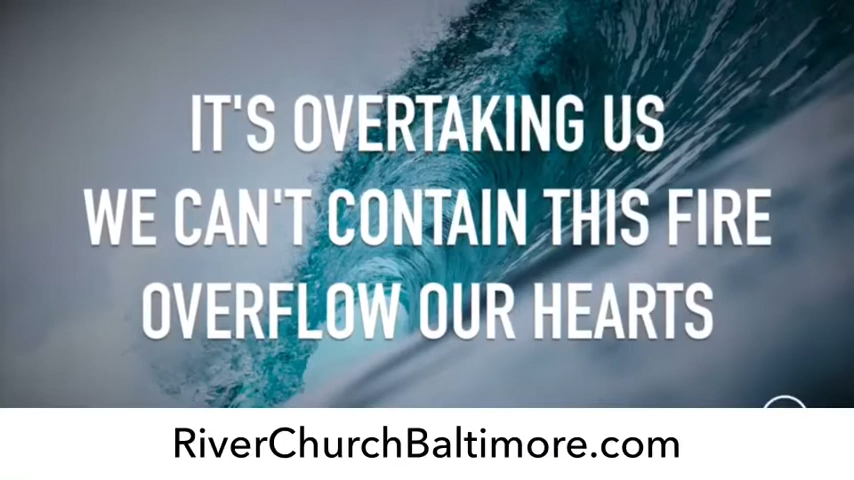 IT'S OVERTAKING US
WE CAN'T CONTAIN THIS FIRE
OVERFLOW OUR HEARTS
RiverChurchBaltimore.com